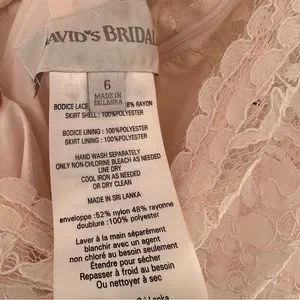 DAVID'S BRIDAL
6
MADE IN
SRI LANKA
BODICE LACE
8% RAYON
SKIRT SHELL : 100%POLYESTER
BODICE LINING : 100%POLYESTER
SKIRT LINING : 100%POLYESTER
HAND WASH SEPARATELY
ONLY NON-CHLORINE BLEACH AS NEEDED
LINE DRY
COOL IRON AS NEEDED
OR DRY CLEAN
MADE IN SRI LANKA
enveloppe :52% nylon 48% rayonne
doublure :100% polyester
Laver à la main séparément
blanchir avec un agent
non chloré au besoin seulement
Étendre pour sécher
Repasser à froid au besoin
Ou Nettoyer à sec
Lanka